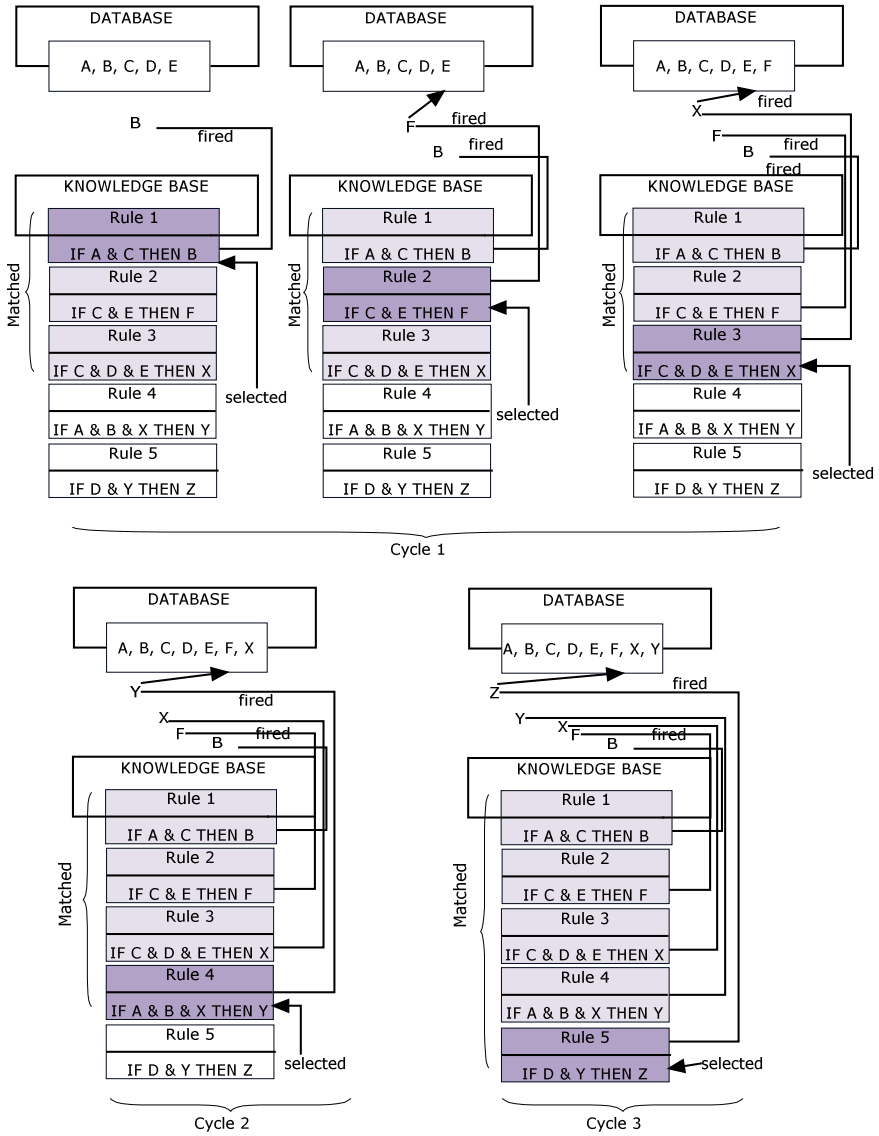 DATABASE
A, B, C, D, E
B
fired
KNOWLEDGE BASE
Matched
Rule 1
IF A & C THEN B
Rule 2
IF C & E THEN F
Rule 3
IF C & D & E THEN X
Rule 4
IF A & B & X THEN Y
Rule 5
IF D & Y THEN Z
selected
DATABASE
A, B, C, D, E
F
fired
B
fired
KNOWLEDGE BASE
Matched
Rule 1
IF A & C THEN B
Rule 2
IF C & E THEN F
Rule 3
IF C & D & E THEN X
Rule 4
IF A & B & X THEN Y
Rule 5
IF D & Y THEN Z
selected
DATABASE
A, B, C, D, E, F
X
fired
F
fired
B
fired
KNOWLEDGE BASE
Matched
Rule 1
IF A & C THEN B
Rule 2
IF C & E THEN F
Rule 3
IF C & D & E THEN X
Rule 4
IF A & B & X THEN Y
Rule 5
IF D & Y THEN Z
selected
Cycle 1
DATABASE
A, B, C, D, E, F, X
Y
fired
X
F
fired
B
KNOWLEDGE BASE
Matched
Rule 1
IF A & C THEN B
Rule 2
IF C & E THEN F
Rule 3
IF C & D & E THEN X
Rule 4
IF A & B & X THEN Y
Rule 5
IF D & Y THEN Z
selected
Cycle 2
DATABASE
A, B, C, D, E, F, X, Y
Z
fired
Y
X
F
fired
B
KNOWLEDGE BASE
Matched
Rule 1
IF A & C THEN B
Rule 2
IF C & E THEN F
Rule 3
IF C & D & E THEN X
Rule 4
IF A & B & X THEN Y
Rule 5
IF D & Y THEN Z
selected
Cycle 3